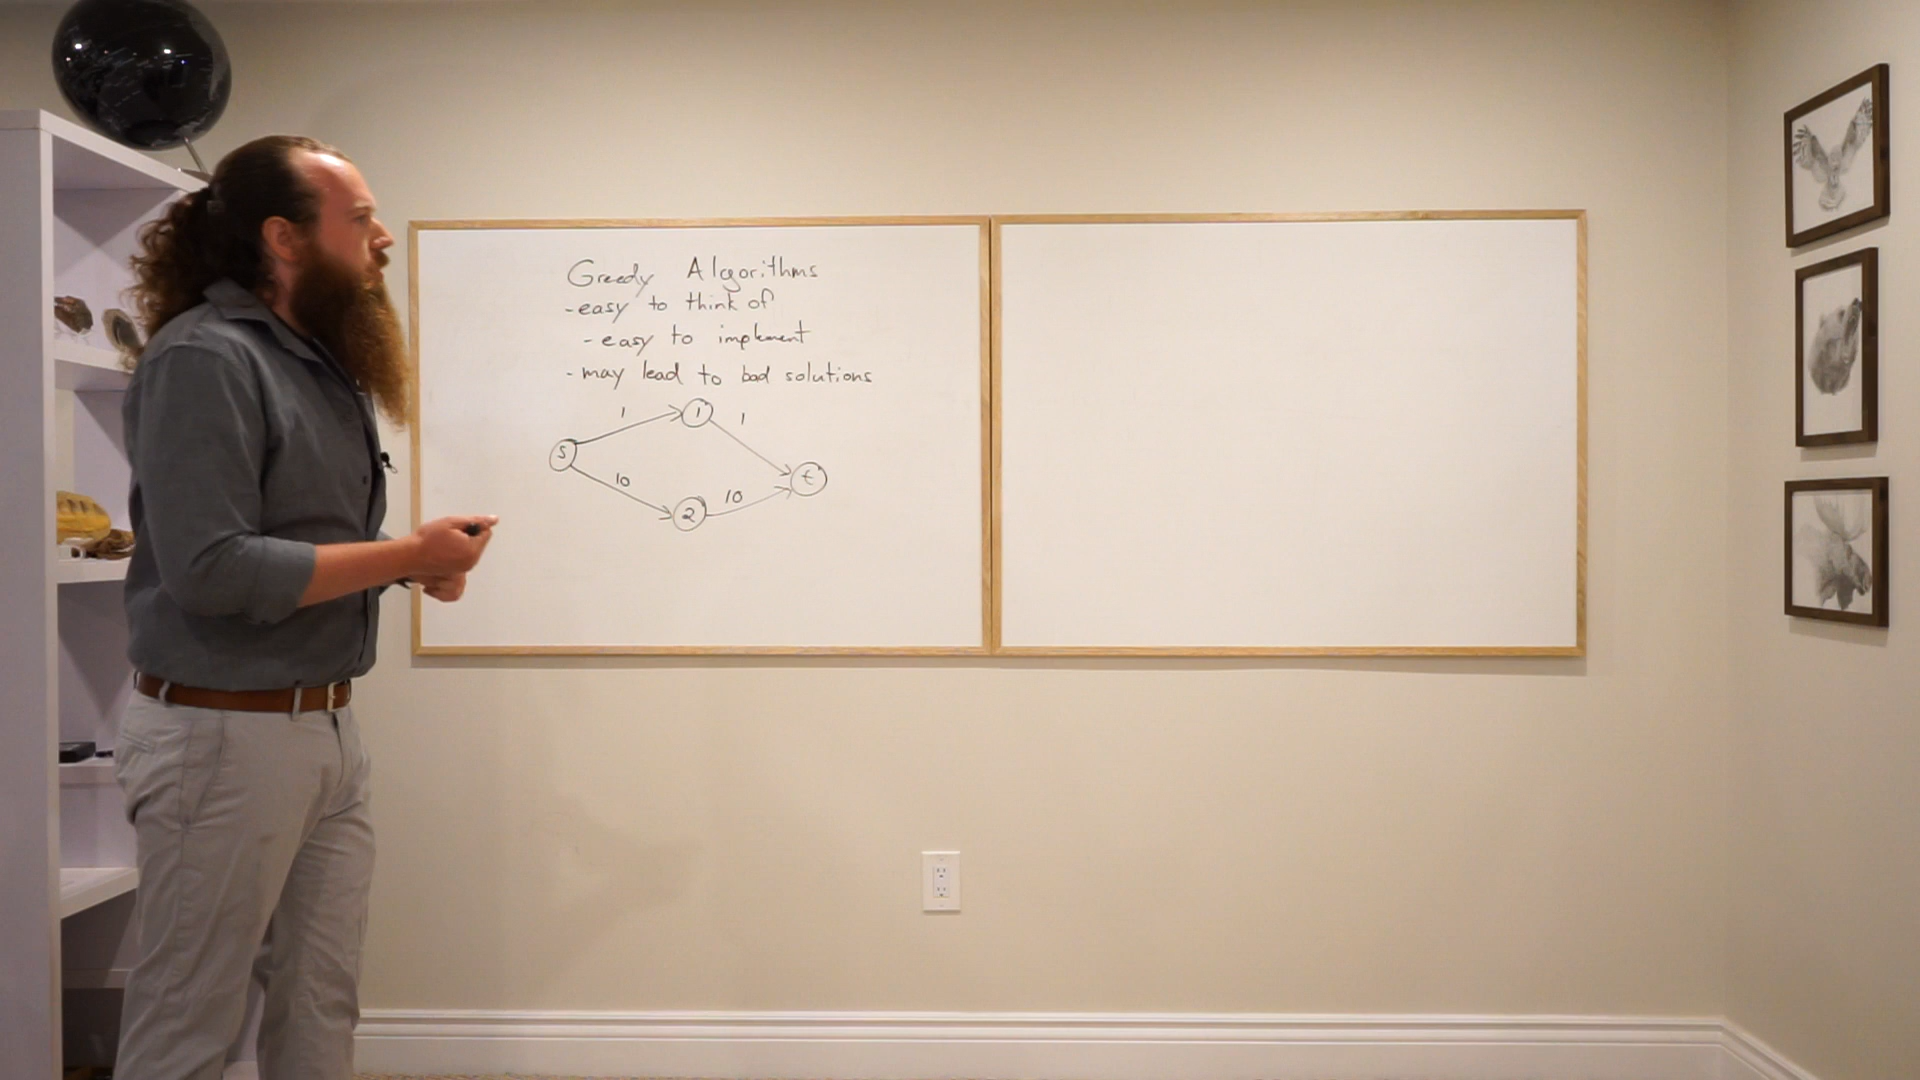 Greedy Algorithms
- easy to think of
- easy to implement
- may lead to bad solutions
1 1 1
S
t
10 10
2